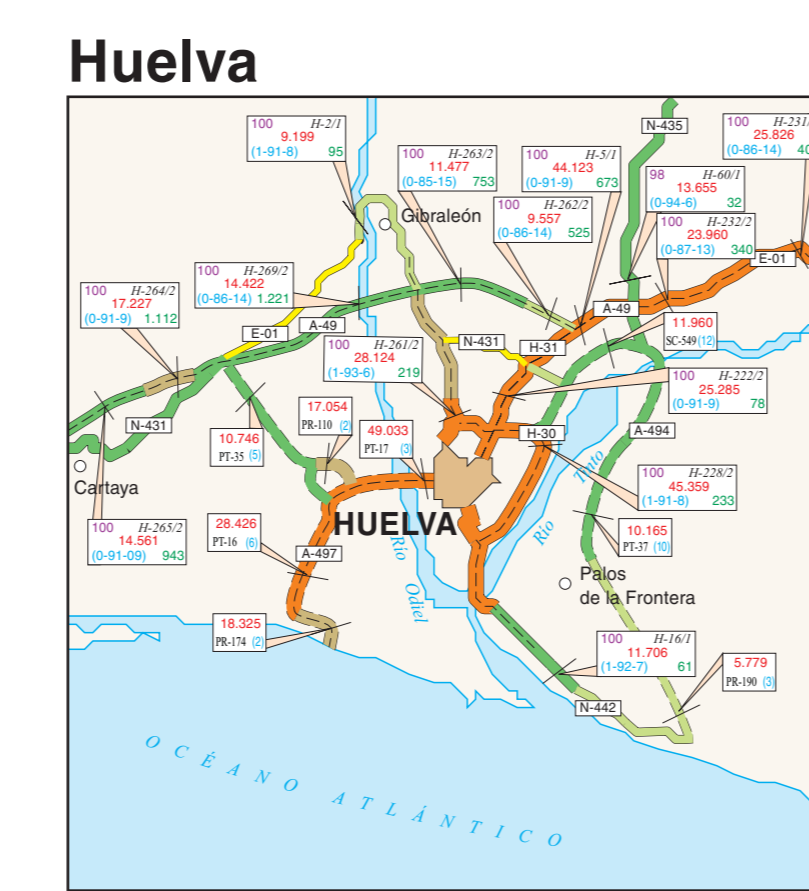 Huelva
100 H-2/1
9.199
(1-91-8) 95
100 H-263/2
11.477
(0-85-15) 753
100 H-5/1
44.123
(0-91-9) 673
N-435
100 H-231/
25.826
(0-86-14) 40
98 H-60/1
13.655
(0-94-6) 32
100 H-262/2
9.557
(0-86-14) 525
100 H-232/2
23.960
(0-87-13) 340
Gibraleón
E-01
100 H-269/2
14.422
(0-86-14) 1.221
100 H-264/2
17.227
(0-91-9) 1.112
A-49
E-01
A-49
11.960
SC-549 (12)
100 H-261/2
28.124
(1-93-6) 219
N-431
H-31
100 H-222/2
25.285
(0-91-9) 78
17.054
PR-110 (2)
49.033
PT-17 (3)
N-431
10.746
PT-35 (5)
H-30
A-494
Cartaya
Tinto
100 H-228/2
45.359
(1-91-8) 233
100 H-265/2
14.561
(0-91-09) 943
28.426
PT-16 (6)
HUELVA
Río
Río
10.165
PT-37 (10)
A-497
Odiel
Palos
de la Frontera
18.325
PR-174 (2)
100 H-16/1
11.706
(1-92-7) 61
5.779
PR-190 (3)
N-442
OCÉANO ATLÁNTICO